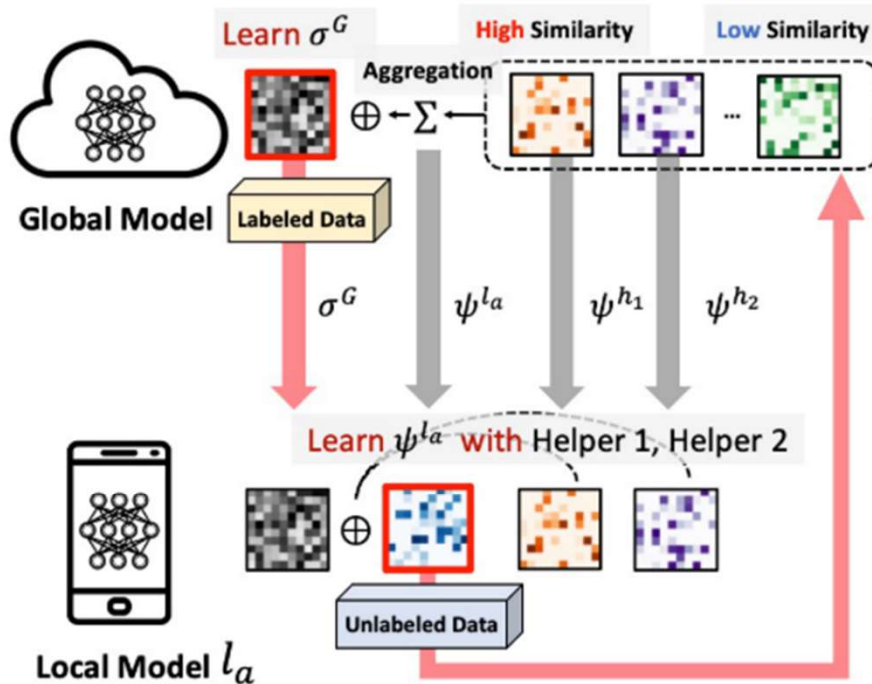 Learn σ^G
High Similarity
Low Similarity
Aggregation
⊕ ← Σ ←
...
Global Model
Labeled Data
σ^G
ψ^{l_a}
ψ^{h_1}
ψ^{h_2}
Learn ψ^{l_a} with Helper 1, Helper 2
⊕
Unlabeled Data
Local Model l_a